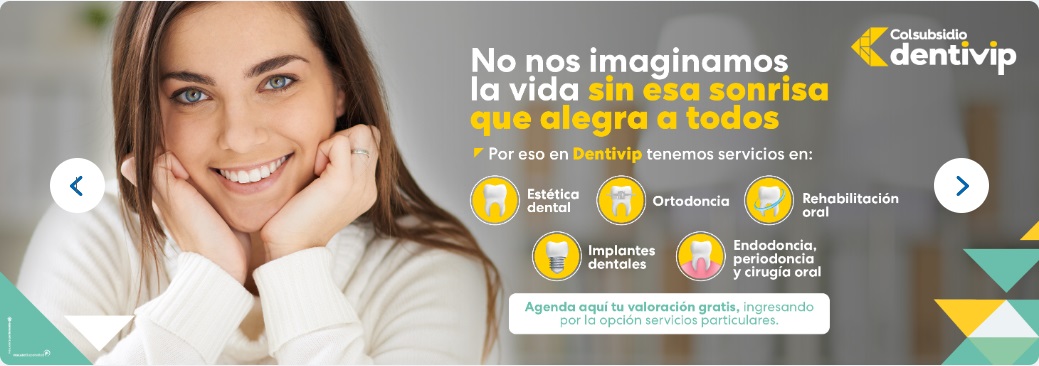 Colsubsidio
dentivip
No nos imaginamos
la vida sin esa sonrisa
que alegra a todos
Por eso en Dentivip tenemos servicios en:
Estética
dental
Ortodoncia
Rehabilitación
oral
Implantes
dentales
Endodoncia,
periodoncia
y cirugía oral
Agenda aquí tu valoración gratis, ingresando
por la opción servicios particulares.